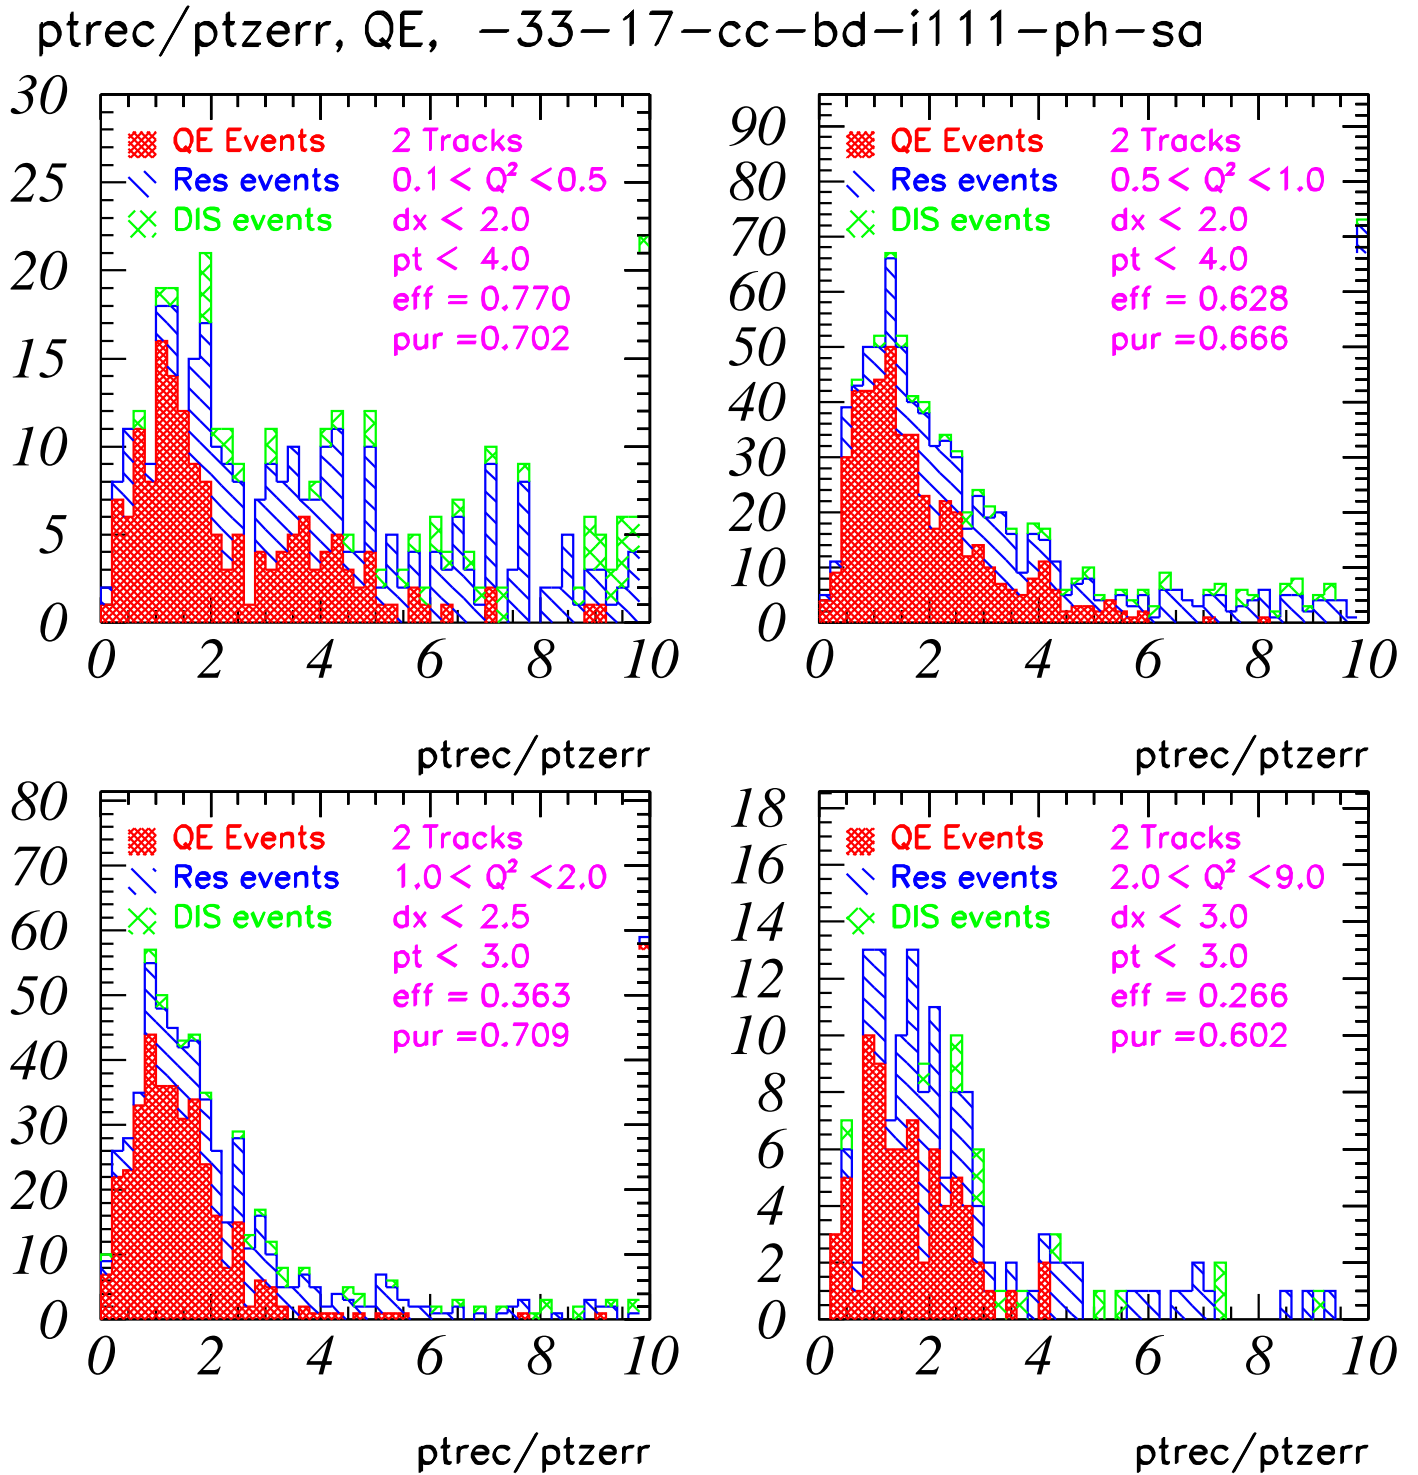 ptrec/ptzerr, QE, -33-17-cc-bd-i111-ph-sa
30
25
20
15
10
5
0
QE Events
Res events
DIS events
2 Tracks
0.1 < Q² <0.5
dx < 2.0
pt < 4.0
eff = 0.770
pur =0.702
0 2 4 6 8 10
ptrec/ptzerr
90
80
70
60
50
40
30
20
10
0
QE Events
Res events
DIS events
2 Tracks
0.5 < Q² <1.0
dx < 2.0
pt < 4.0
eff = 0.628
pur =0.666
0 2 4 6 8 10
ptrec/ptzerr
80
70
60
50
40
30
20
10
0
QE Events
Res events
DIS events
2 Tracks
1.0 < Q² <2.0
dx < 2.5
pt < 3.0
eff = 0.363
pur =0.709
0 2 4 6 8 10
ptrec/ptzerr
18
16
14
12
10
8
6
4
2
0
QE Events
Res events
DIS events
2 Tracks
2.0 < Q² <9.0
dx < 3.0
pt < 3.0
eff = 0.266
pur =0.602
0 2 4 6 8 10
ptrec/ptzerr